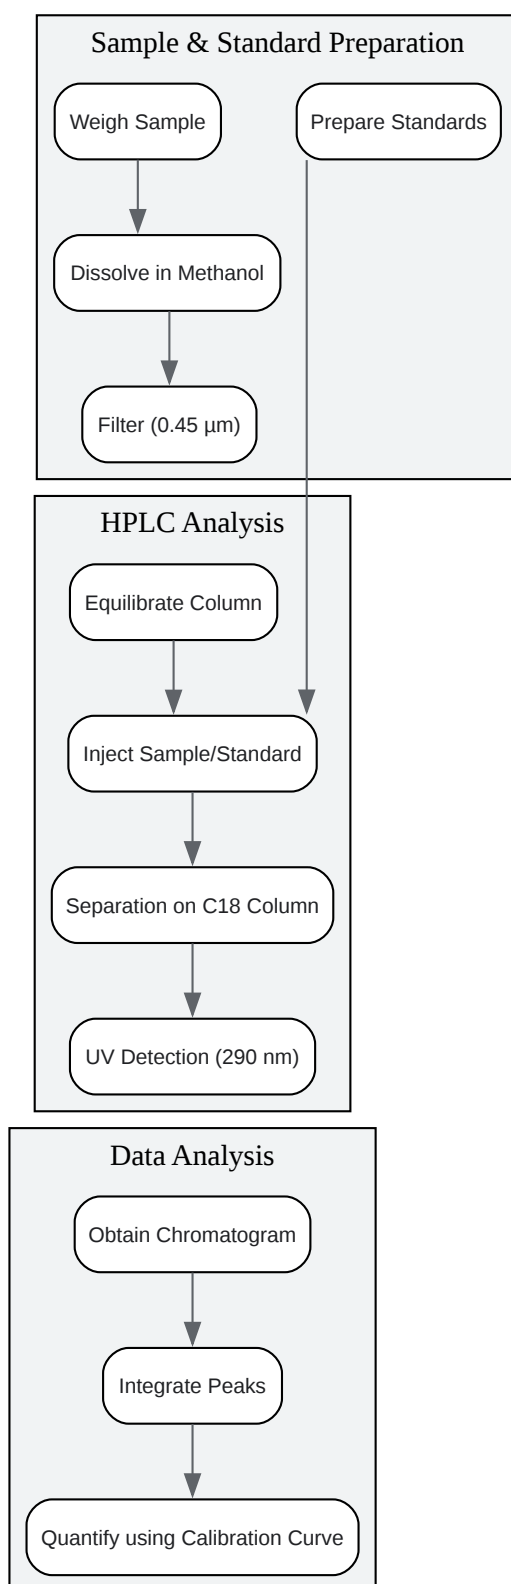 Sample & Standard Preparation
Weigh Sample
Prepare Standards
Dissolve in Methanol
Filter (0.45 µm)
HPLC Analysis
Equilibrate Column
Inject Sample/Standard
Separation on C18 Column
UV Detection (290 nm)
Data Analysis
Obtain Chromatogram
Integrate Peaks
Quantify using Calibration Curve